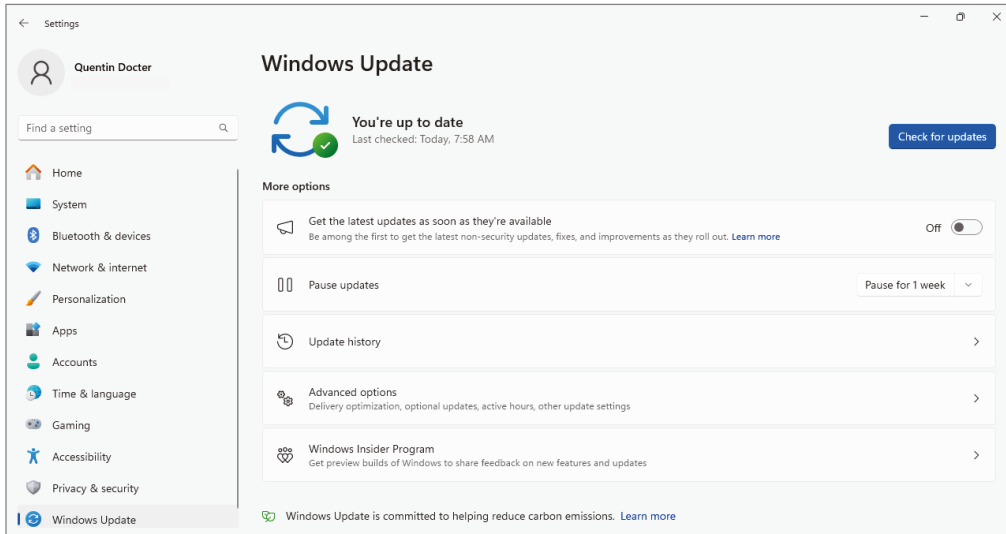 Settings
Quentin Docter
Find a setting
Home
System
Bluetooth & devices
Network & internet
Personalization
Apps
Accounts
Time & language
Gaming
Accessibility
Privacy & security
Windows Update
Windows Update
You're up to date
Last checked: Today, 7:58 AM
Check for updates
More options
Get the latest updates as soon as they're available
Be among the first to get the latest non-security updates, fixes, and improvements as they roll out. Learn more
Off
Pause updates
Pause for 1 week
Update history
Advanced options
Delivery optimization, optional updates, active hours, other update settings
Windows Insider Program
Get preview builds of Windows to share feedback on new features and updates
Windows Update is committed to helping reduce carbon emissions. Learn more